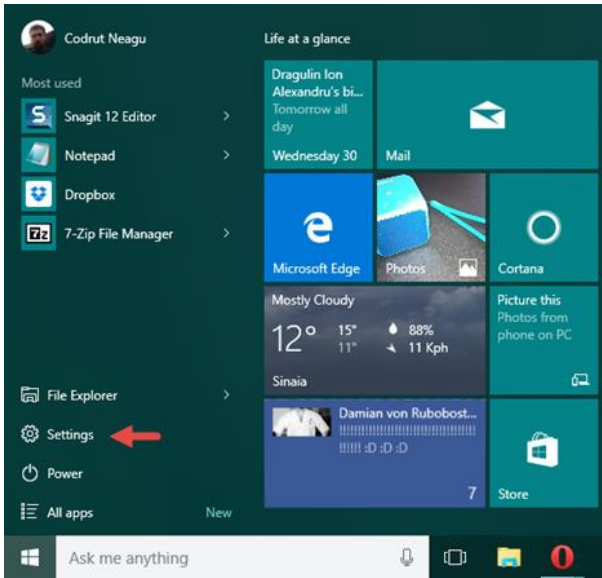 Codrut Neagu
Most used
Snagit 12 Editor
Notepad
Dropbox
7z
7-Zip File Manager
File Explorer
Settings
Power
All apps
New
Life at a glance
Dragulin Ion
Alexandru's bi...
Tomorrow all
day
Wednesday 30
Mail
Microsoft Edge
Photos
Cortana
Mostly Cloudy
12° 15° 88%
11° 11 Kph
Sinaia
Picture this
Photos from
phone on PC
Damian von Rubobost...
!!!!!! :D :D :D
7
Store
Ask me anything